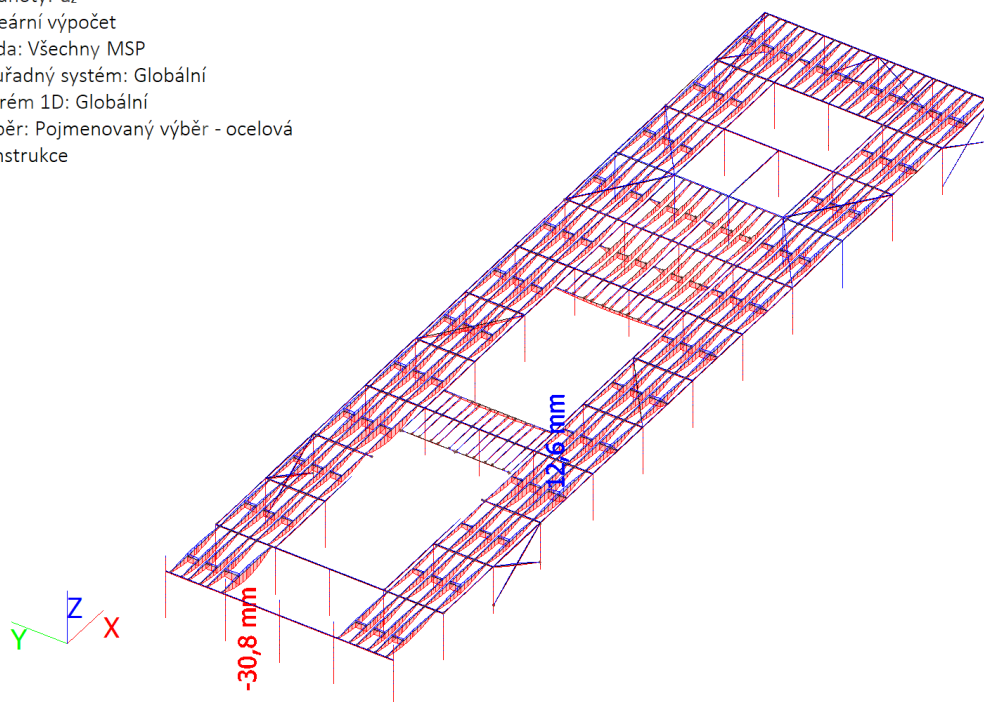 eární výpočet
da: Všechny MSP
uřadný systém: Globální
rém 1D: Globální
běr: Pojmenovaný výběr - ocelová
nstrukce
12,6 mm
Z
X
Y
-30,8 mm